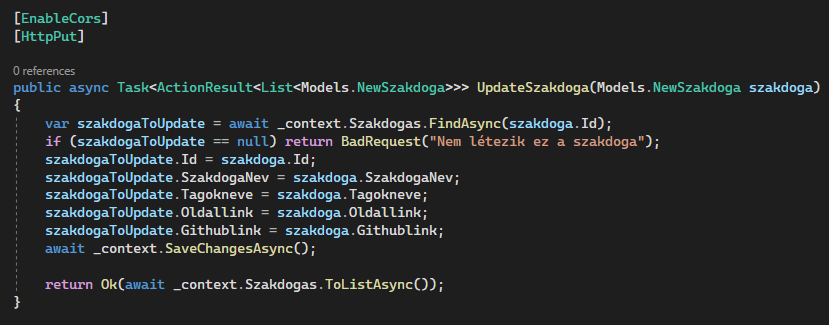 [EnableCors]
[HttpPut]
0 references
public async Task<ActionResult<List<Models.NewSzakdoga>>> UpdateSzakdoga(Models.NewSzakdoga szakdoga)
{
var szakdogaToUpdate = await _context.Szakdogas.FindAsync(szakdoga.Id);
if (szakdogaToUpdate == null) return BadRequest("Nem létezik ez a szakdoga");
szakdogaToUpdate.Id = szakdoga.Id;
szakdogaToUpdate.SzakdogaNev = szakdoga.SzakdogaNev;
szakdogaToUpdate.Tagokneve = szakdoga.Tagokneve;
szakdogaToUpdate.Oldallink = szakdoga.Oldallink;
szakdogaToUpdate.Githublink = szakdoga.Githublink;
await _context.SaveChangesAsync();
return Ok(await _context.Szakdogas.ToListAsync());
}